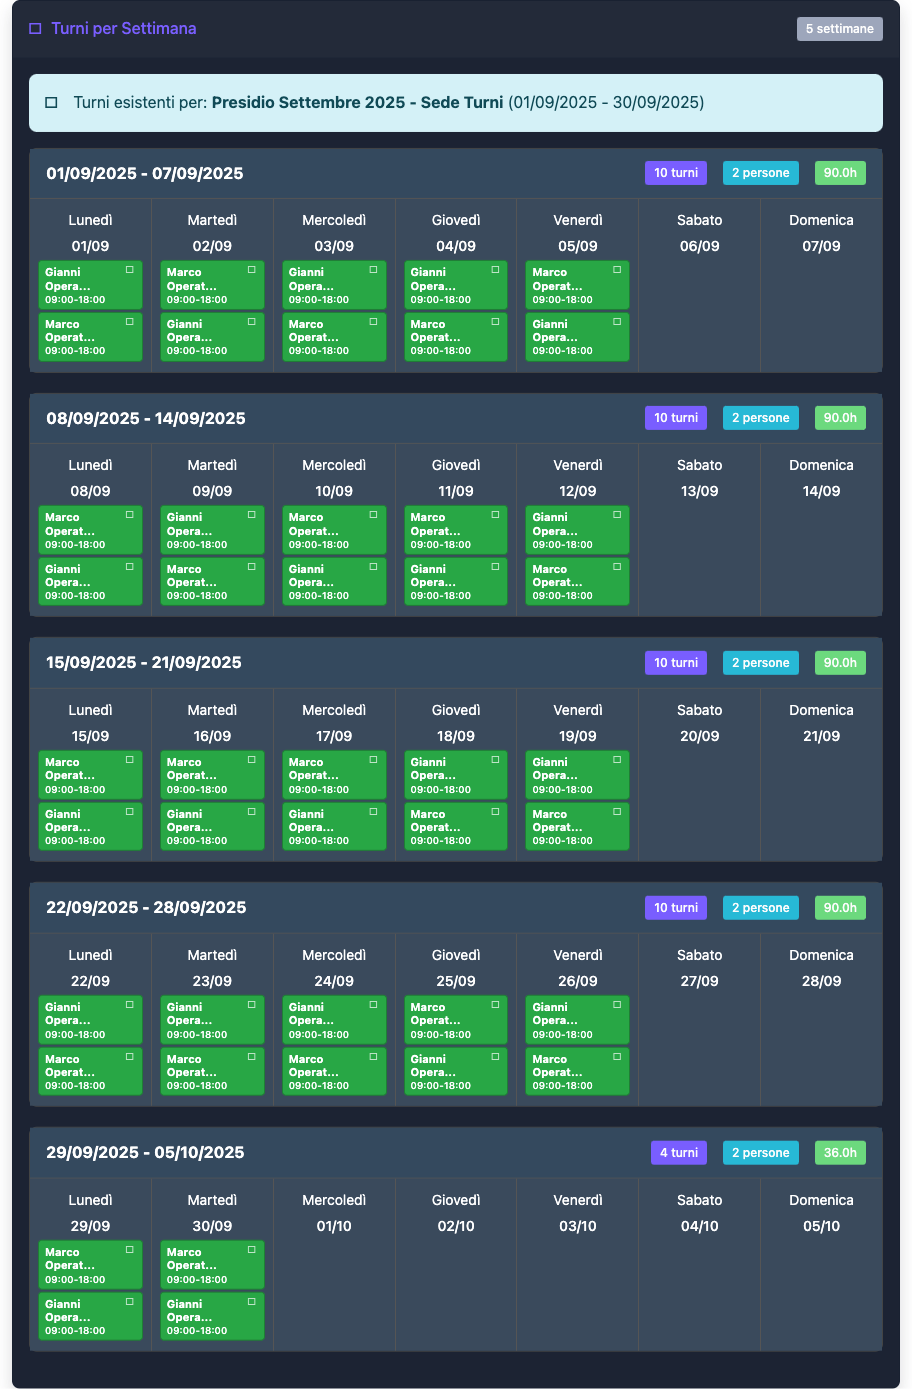 Turni per Settimana
5 settimane
Turni esistenti per: Presidio Settembre 2025 - Sede Turni (01/09/2025 - 30/09/2025)
01/09/2025 - 07/09/2025
10 turni
2 persone
90.0h
Lunedì
Martedì
Mercoledì
Giovedì
Venerdì
Sabato
Domenica
01/09
02/09
03/09
04/09
05/09
06/09
07/09
Gianni
Opera...
09:00-18:00
Marco
Operat...
09:00-18:00
Marco
Operat...
09:00-18:00
Gianni
Opera...
09:00-18:00
Gianni
Opera...
09:00-18:00
Marco
Operat...
09:00-18:00
Gianni
Opera...
09:00-18:00
Marco
Operat...
09:00-18:00
Marco
Operat...
09:00-18:00
Gianni
Opera...
09:00-18:00
08/09/2025 - 14/09/2025
10 turni
2 persone
90.0h
Lunedì
Martedì
Mercoledì
Giovedì
Venerdì
Sabato
Domenica
08/09
09/09
10/09
11/09
12/09
13/09
14/09
Marco
Operat...
09:00-18:00
Gianni
Opera...
09:00-18:00
Gianni
Opera...
09:00-18:00
Marco
Operat...
09:00-18:00
Marco
Operat...
09:00-18:00
Gianni
Opera...
09:00-18:00
Marco
Operat...
09:00-18:00
Gianni
Opera...
09:00-18:00
Gianni
Opera...
09:00-18:00
Marco
Operat...
09:00-18:00
15/09/2025 - 21/09/2025
10 turni
2 persone
90.0h
Lunedì
Martedì
Mercoledì
Giovedì
Venerdì
Sabato
Domenica
15/09
16/09
17/09
18/09
19/09
20/09
21/09
Marco
Operat...
09:00-18:00
Gianni
Opera...
09:00-18:00
Marco
Operat...
09:00-18:00
Gianni
Opera...
09:00-18:00
Marco
Operat...
09:00-18:00
Gianni
Opera...
09:00-18:00
Gianni
Opera...
09:00-18:00
Marco
Operat...
09:00-18:00
Gianni
Opera...
09:00-18:00
Marco
Operat...
09:00-18:00
22/09/2025 - 28/09/2025
10 turni
2 persone
90.0h
Lunedì
Martedì
Mercoledì
Giovedì
Venerdì
Sabato
Domenica
22/09
23/09
24/09
25/09
26/09
27/09
28/09
Gianni
Opera...
09:00-18:00
Marco
Operat...
09:00-18:00
Gianni
Opera...
09:00-18:00
Marco
Operat...
09:00-18:00
Gianni
Opera...
09:00-18:00
Marco
Operat...
09:00-18:00
Marco
Operat...
09:00-18:00
Gianni
Opera...
09:00-18:00
Gianni
Opera...
09:00-18:00
Marco
Operat...
09:00-18:00
29/09/2025 - 05/10/2025
4 turni
2 persone
36.0h
Lunedì
Martedì
Mercoledì
Giovedì
Venerdì
Sabato
Domenica
29/09
30/09
01/10
02/10
03/10
04/10
05/10
Marco
Operat...
09:00-18:00
Gianni
Opera...
09:00-18:00
Marco
Operat...
09:00-18:00
Gianni
Opera...
09:00-18:00